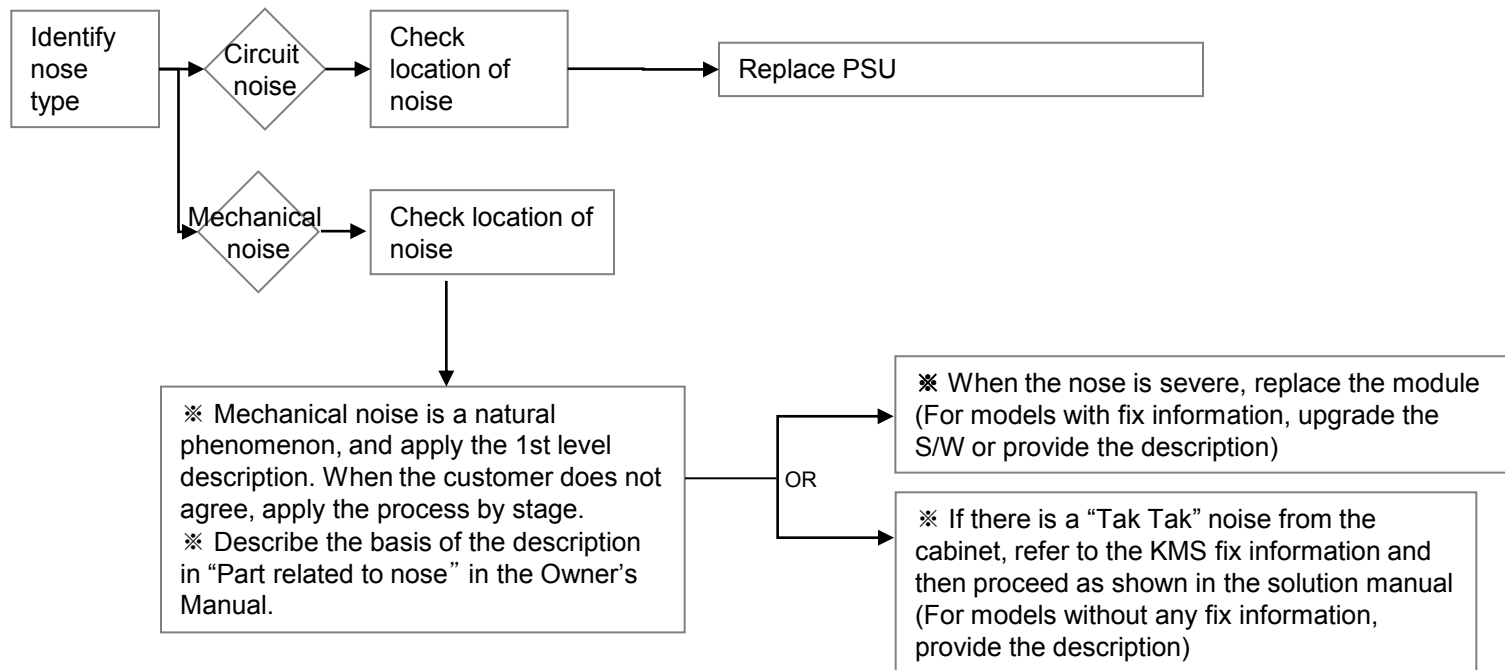 Identify
nose
type
Circuit
noise
Check
location of
noise
Replace PSU
Mechanical
noise
Check location of
noise
※ Mechanical noise is a natural
phenomenon, and apply the 1st level
description. When the customer does not
agree, apply the process by stage.
※ Describe the basis of the description
in “Part related to nose” in the Owner’s
Manual.
OR
※ When the nose is severe, replace the module
(For models with fix information, upgrade the
S/W or provide the description)
※ If there is a “Tak Tak” noise from the
cabinet, refer to the KMS fix information and
then proceed as shown in the solution manual
(For models without any fix information,
provide the description)